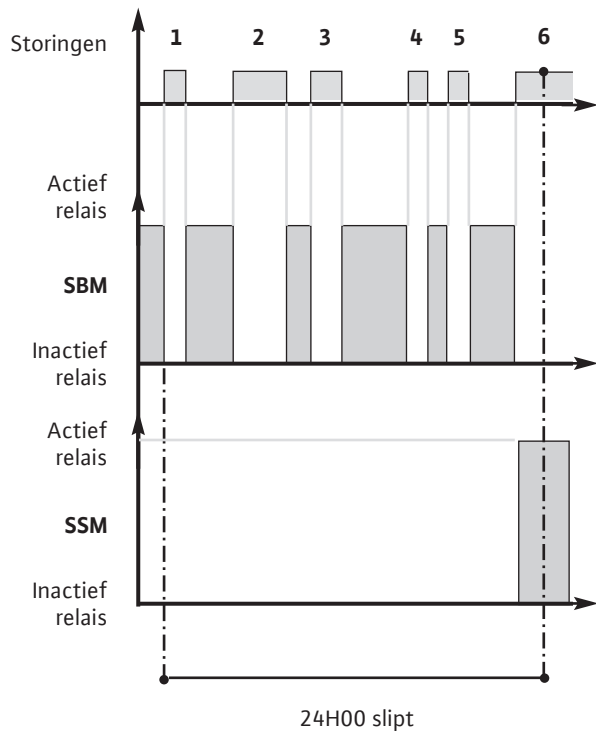 Storingen
1 2 3 4 5 6
Actief
relais
SBM
Inactief
relais
Actief
relais
SSM
Inactief
relais
24H00 slipt